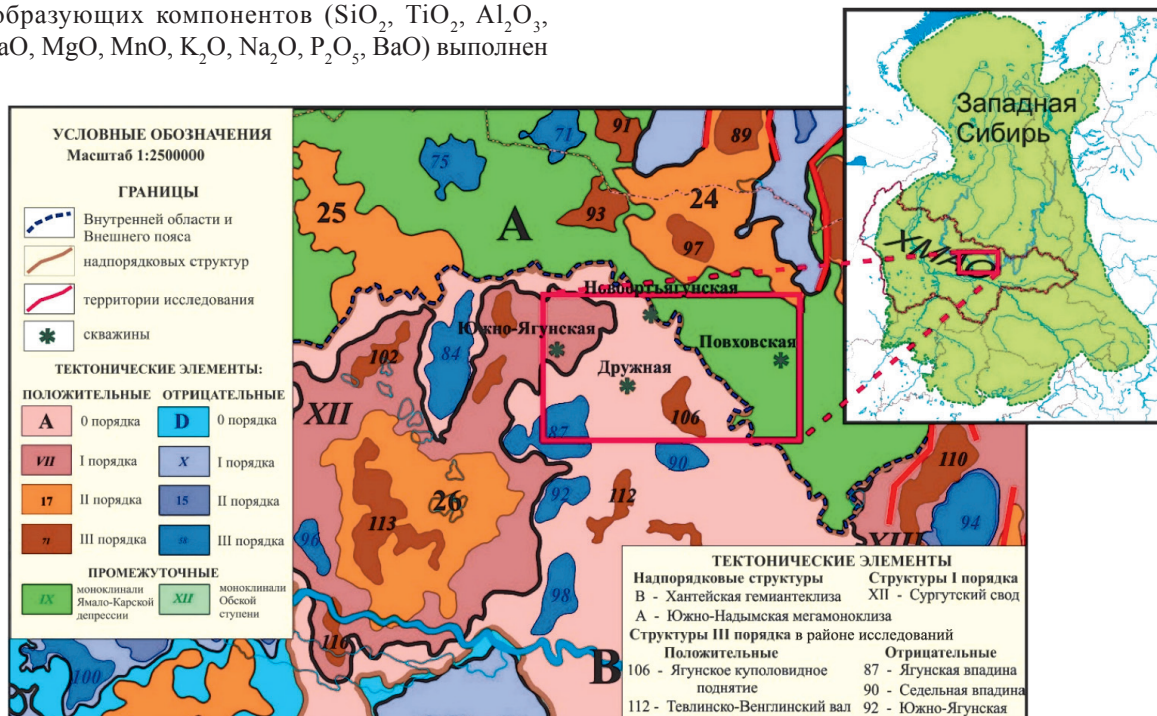 образующих компонентов (SiO₂, TiO₂, Al₂O₃,
aO, MgO, MnO, K₂O, Na₂O, P₂O₅, BaO) выполнен
УСЛОВНЫЕ ОБОЗНАЧЕНИЯ
Масштаб 1:2500000
ГРАНИЦЫ
Внутренней области и
Внешнего пояса
надпорядковых структур
территории исследования
скважины
ТЕКТОНИЧЕСКИЕ ЭЛЕМЕНТЫ:
ПОЛОЖИТЕЛЬНЫЕ ОТРИЦАТЕЛЬНЫЕ
A 0 порядка D 0 порядка
VII I порядка X I порядка
17 II порядка 15 II порядка
III порядка III порядка
ПРОМЕЖУТОЧНЫЕ
IX моноклинали
Ямало-Карской
депрессии
XII моноклинали
Обской
ступени
71
91
89
75
25
93
A
24
97
Новоортьягунская
Южно-Ягунская
Повховская
84
102
Дружная
XII
106
87
90
110
92
112
26
113
94
XIII
96
98
116
B
100
Западная
Сибирь
ХМАО
ТЕКТОНИЧЕСКИЕ ЭЛЕМЕНТЫ
Надпорядковые структуры Структуры I порядка
B - Хантейская гемиантеклиза XII - Сургутский свод
A - Южно-Надымская мегамоноклиза
Структуры III порядка в районе исследований
Положительные Отрицательные
106 - Ягунское куполовидное 87 - Ягунская впадина
поднятие 90 - Седельная впадина
112 - Тевлинско-Венглинский вал 92 - Южно-Ягунская